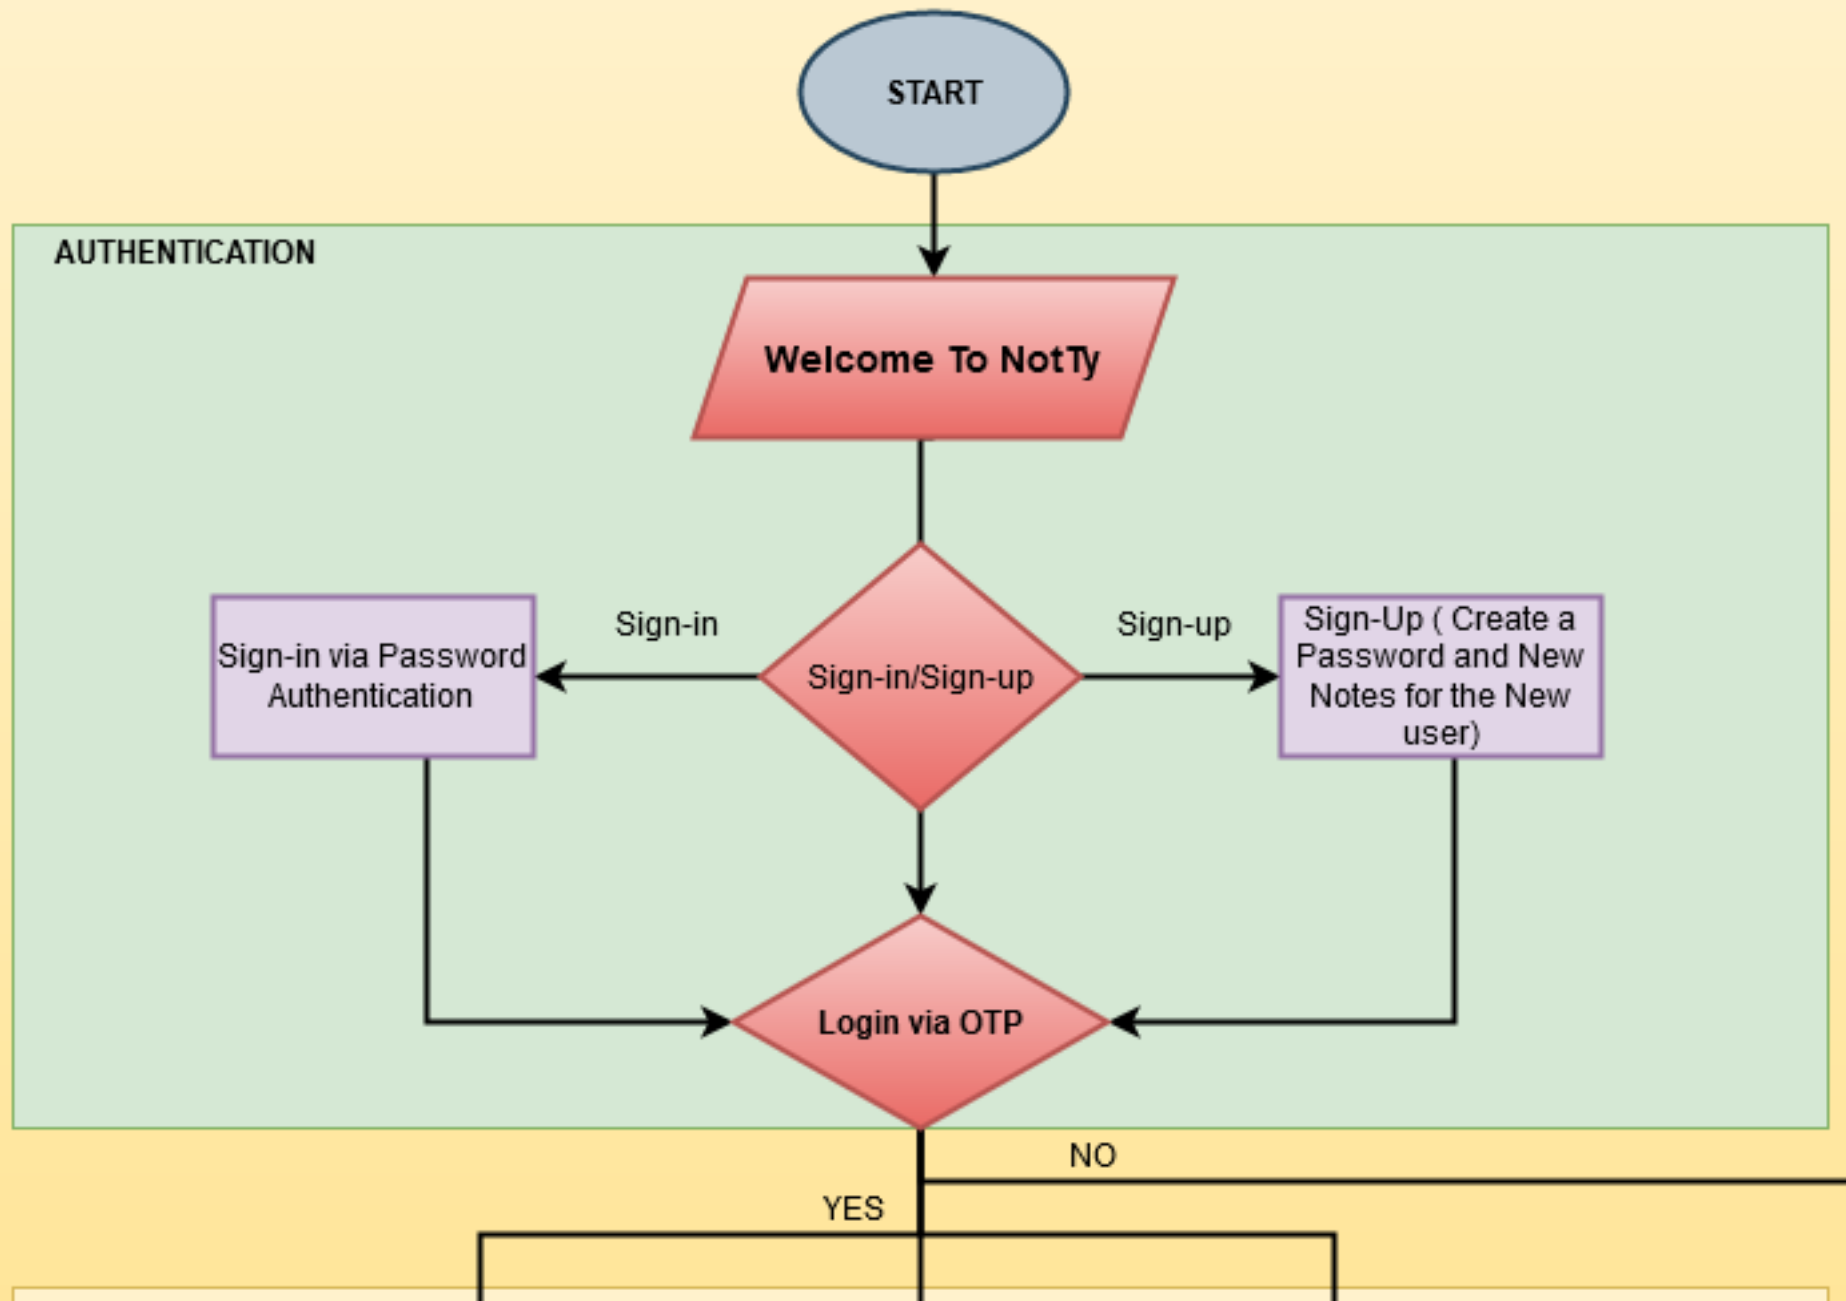 START
AUTHENTICATION
Welcome To NotTy
Sign-in
Sign-up
Sign-in via Password
Authentication
Sign-in/Sign-up
Sign-Up ( Create a
Password and New
Notes for the New
user)
Login via OTP
NO
YES